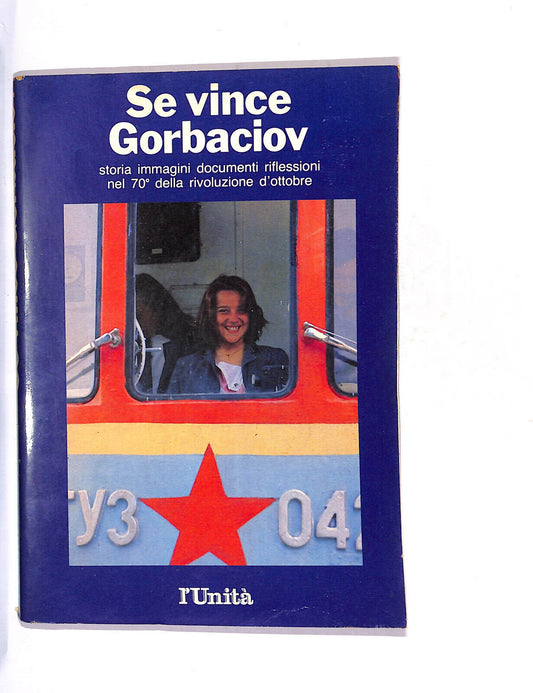 Se vince
Gorbaciov
storia immagini documenti riflessioni
nel 70° della rivoluzione d'ottobre
ГУЗ 042
l'Unità